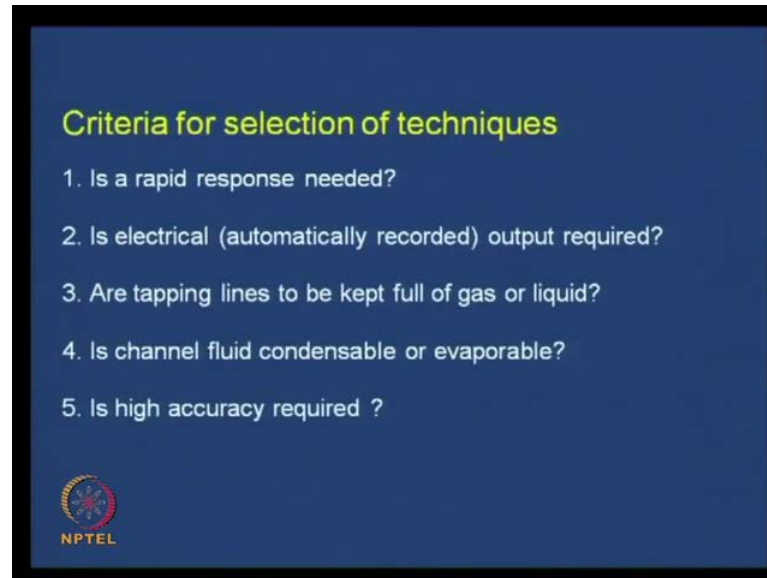 Criteria for selection of techniques
1. Is a rapid response needed?
2. Is electrical (automatically recorded) output required?
3. Are tapping lines to be kept full of gas or liquid?
4. Is channel fluid condensable or evaporable?
5. Is high accuracy required ?
NPTEL